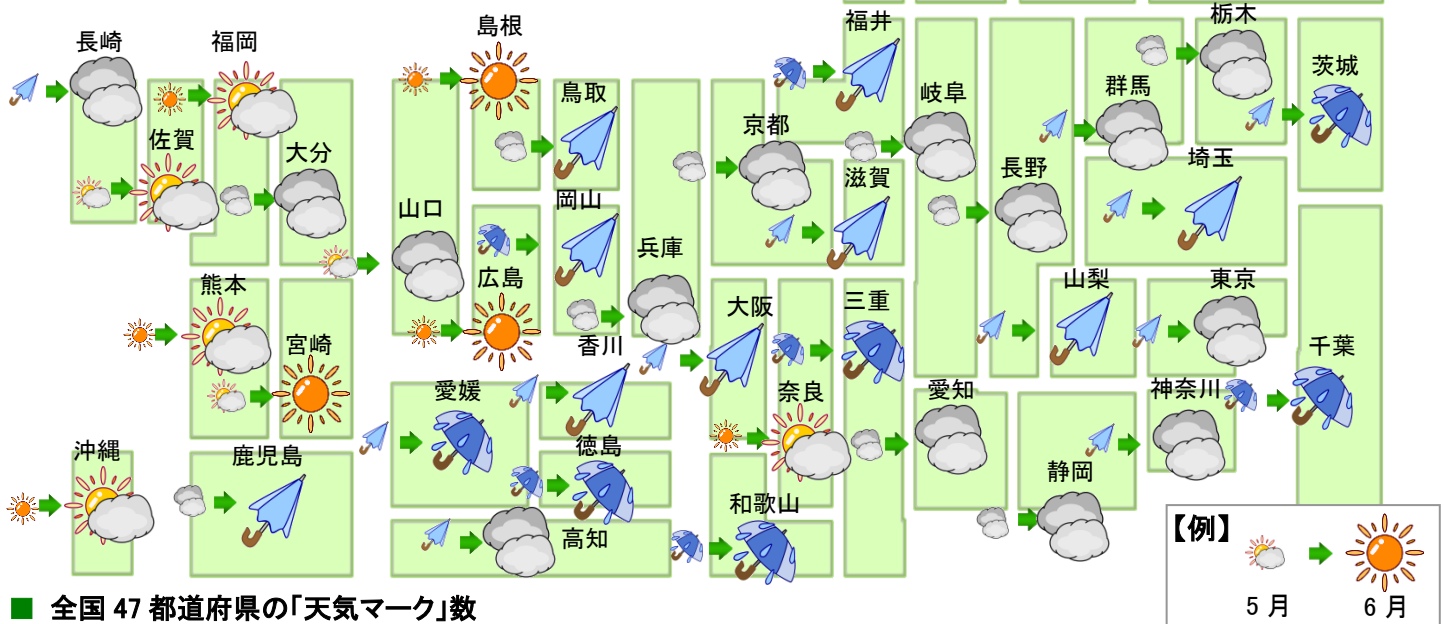 福井
栃木
長崎
福岡
島根
茨城
鳥取
岐阜
群馬
佐賀
大分
京都
長野
埼玉
滋賀
山口
岡山
兵庫
熊本
広島
大阪
三重
山梨
東京
宮崎
香川
千葉
愛媛
奈良
愛知
神奈川
沖縄
鹿児島
徳島
静岡
和歌山
高知
【例】
5月
6月
■ 全国 47 都道府県の「天気マーク」数